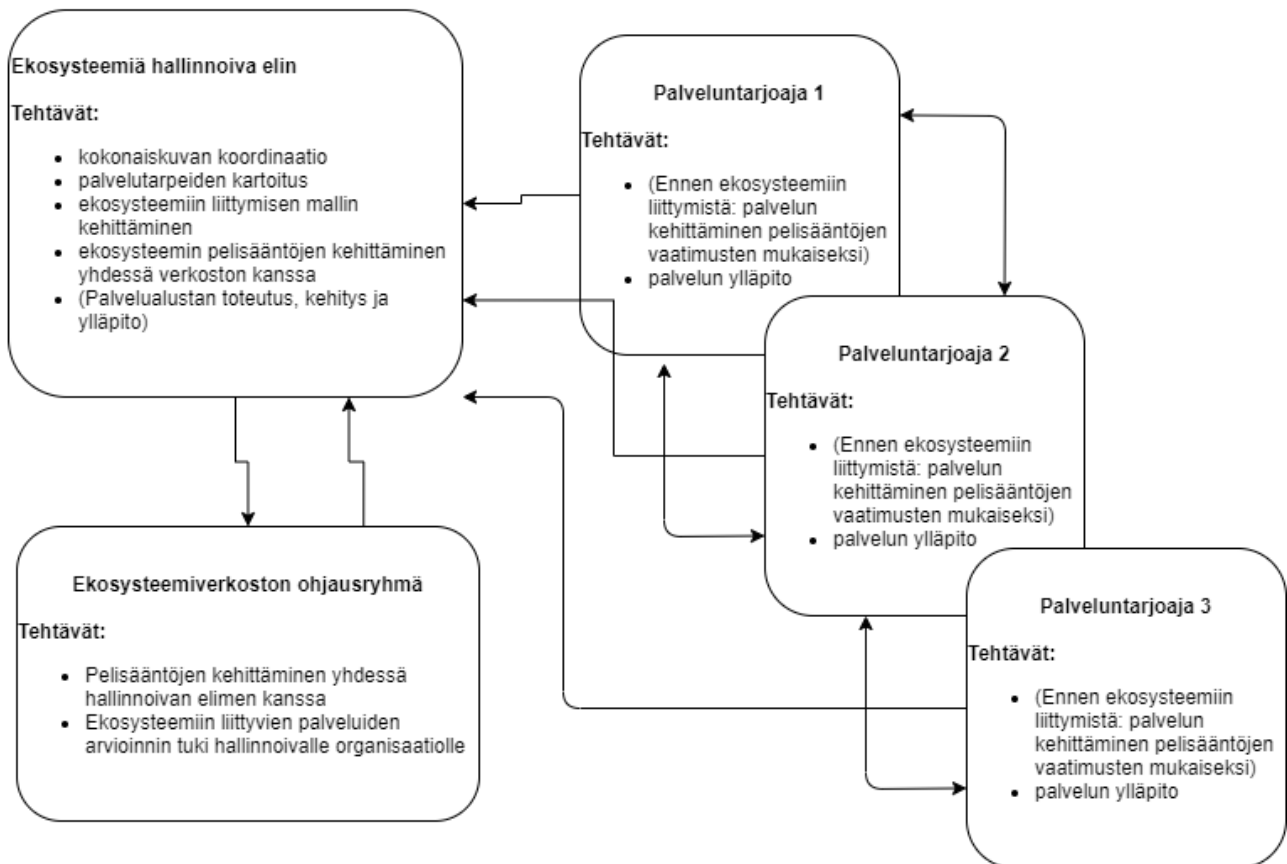 Ekosysteemiä hallinnoiva elin
Tehtävät:
kokonaiskuvan koordinaatio
palvelutarpeiden kartoitus
ekosysteemiin liittymisen mallin
kehittäminen
ekosysteemin pelisääntöjen kehittäminen
yhdessä verkoston kanssa
(Palvelualustan toteutus, kehitys ja
ylläpito)
Palveluntarjoaja 1
Tehtävät:
(Ennen ekosysteemiin
liittymistä: palvelun
kehittäminen pelisääntöjen
vaatimusten mukaiseksi)
palvelun ylläpito
Palveluntarjoaja 2
Tehtävät:
(Ennen ekosysteemiin
liittymistä: palvelun
kehittäminen pelisääntöjen
vaatimusten mukaiseksi)
palvelun ylläpito
Ekosysteemiverkoston ohjausryhmä
Tehtävät:
Pelisääntöjen kehittäminen yhdessä
hallinnoivan elimen kanssa
Ekosysteemiin liittyvien palveluiden
arvioinnin tuki hallinnoivalle organisaatiolle
Palveluntarjoaja 3
Tehtävät:
(Ennen ekosysteemiin
liittymistä: palvelun
kehittäminen pelisääntöjen
vaatimusten mukaiseksi)
palvelun ylläpito